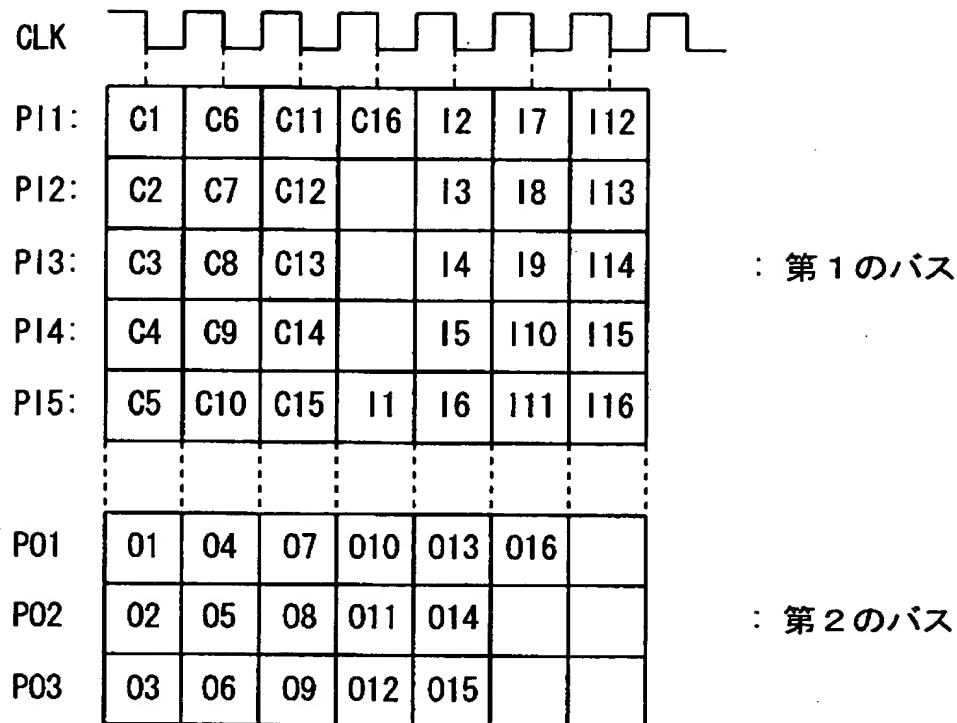 CLK
PI1: C1 C6 C11 C16 I2 I7 I12
PI2: C2 C7 C12 I3 I8 I13
PI3: C3 C8 C13 I4 I9 I14 : 第1のバス
PI4: C4 C9 C14 I5 I10 I15
PI5: C5 C10 C15 I1 I6 I11 I16
PO1 O1 O4 O7 O10 O13 O16
PO2 O2 O5 O8 O11 O14 : 第2のバス
PO3 O3 O6 O9 O12 O15